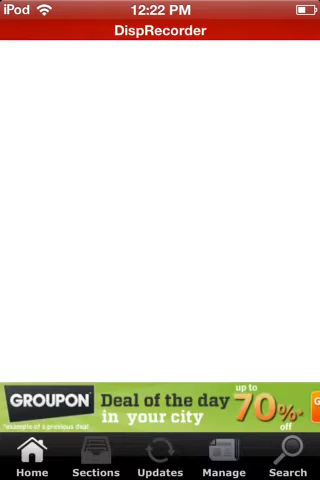 iPod 12:22 PM
DispRecorder
GROUPON
*example of a previous deal
Deal of the day
in your city
up to
70%*
off
G
Home Sections Updates Manage Search